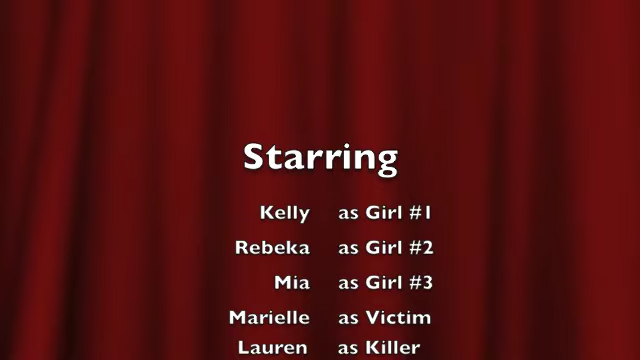 Starring
Kelly as Girl #1
Rebeka as Girl #2
Mia as Girl #3
Marielle as Victim
Lauren as Killer